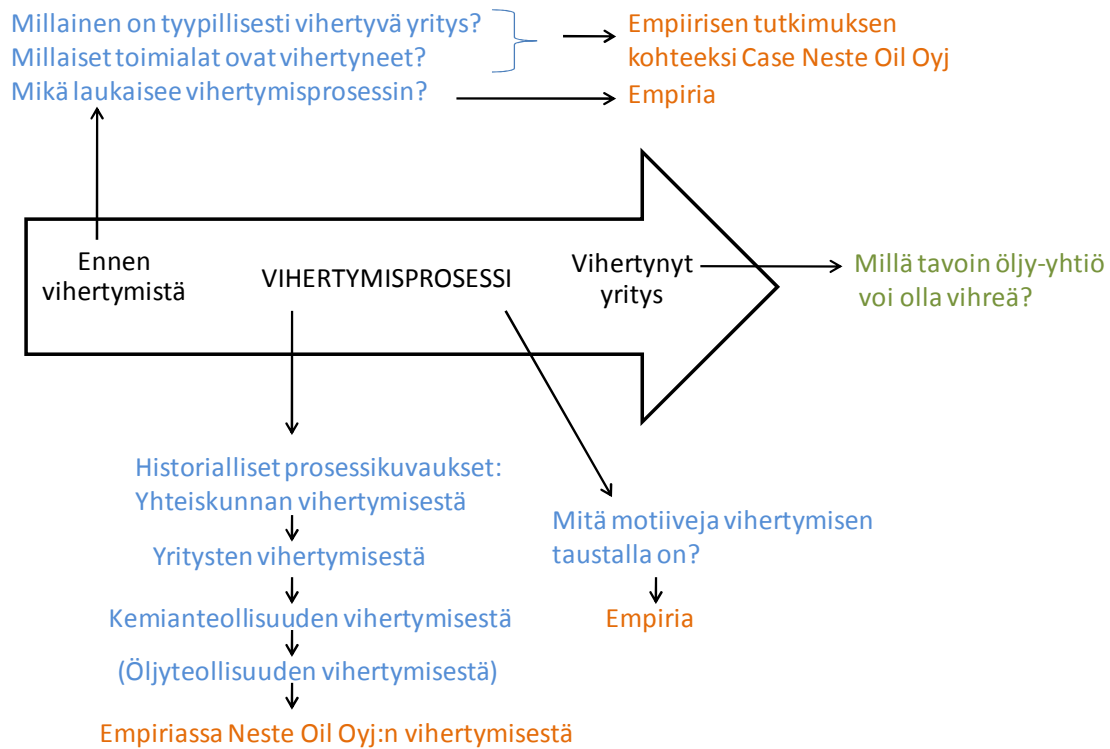 Millainen on tyypillisesti vihertyvä yritys?
Millaiset toimialat ovat vihertyneet?
Mikä laukaisee vihertymisprosessin?
Empiirisen tutkimuksen
kohteeksi Case Neste Oil Oyj
Empiria
Ennen
vihertymistä
VIHERTYMISPROSESSI
Vihertynyt
yritys
Millä tavoin öljy-yhtiö
voi olla vihreä?
Historialliset prosessikuvaukset:
Yhteiskunnan vihertymisestä
Yritysten vihertymisestä
Kemianteollisuuden vihertymisestä
(Öljyteollisuuden vihertymisestä)
Empiriassa Neste Oil Oyj:n vihertymisestä
Mitä motiiveja vihertymisen
taustalla on?
Empiria